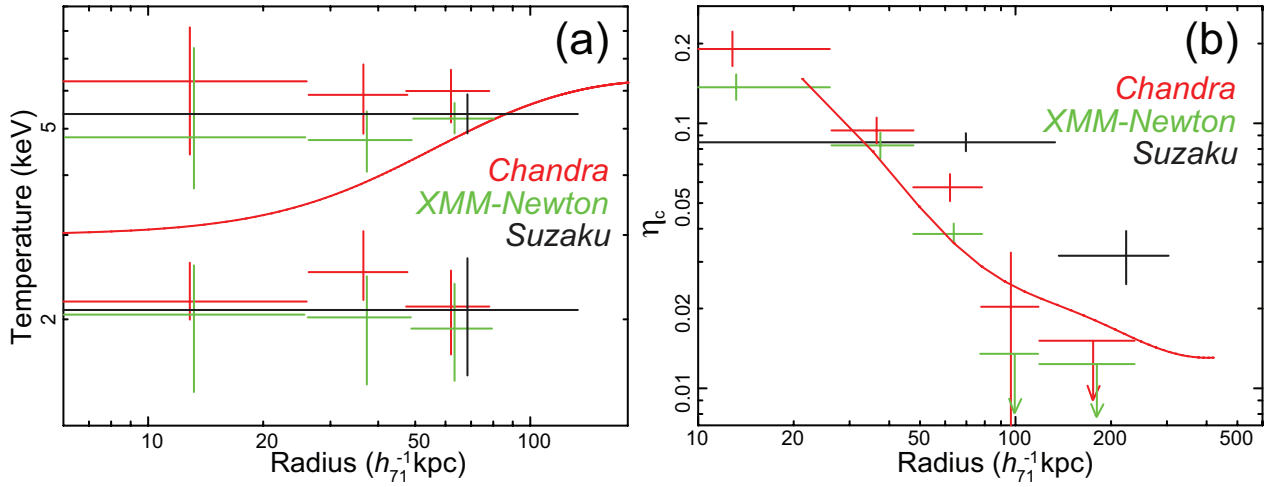 (a)
Temperature (keV)
5
2
Chandra
XMM-Newton
Suzaku
10 20 50 100
Radius (h₇₁⁻¹kpc)
(b)
ηc
0.2
0.1
0.05
0.02
0.01
Chandra
XMM-Newton
Suzaku
10 20 50 100 200 500
Radius (h₇₁⁻¹kpc)